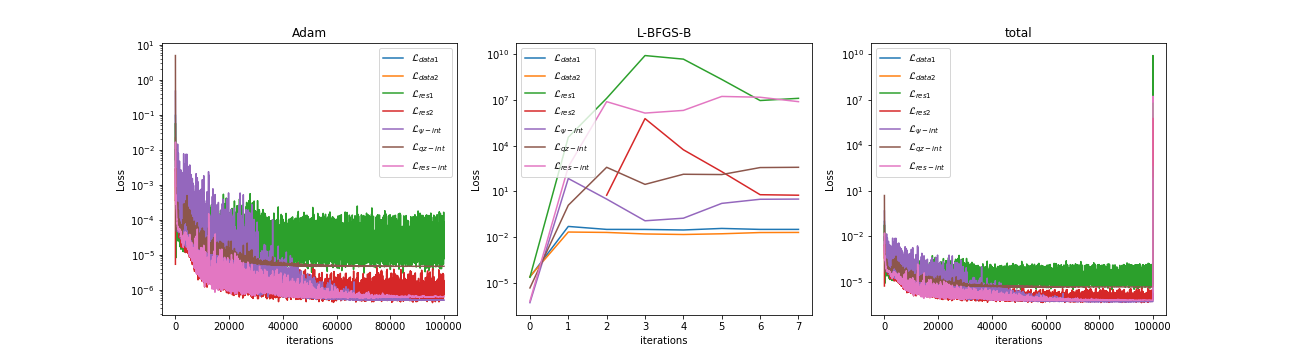 Adam
Loss
10^1
10^0
10^-1
10^-2
10^-3
10^-4
10^-5
10^-6
ℒ_data1
ℒ_data2
ℒ_res1
ℒ_res2
ℒ_Ψ−int
ℒ_qz−int
ℒ_res−int
0 20000 40000 60000 80000 100000
iterations
L-BFGS-B
Loss
10^10
10^7
10^4
10^1
10^-2
10^-5
ℒ_data1
ℒ_data2
ℒ_res1
ℒ_res2
ℒ_Ψ−int
ℒ_qz−int
ℒ_res−int
0 1 2 3 4 5 6 7
iterations
total
Loss
10^10
10^7
10^4
10^1
10^-2
10^-5
ℒ_data1
ℒ_data2
ℒ_res1
ℒ_res2
ℒ_Ψ−int
ℒ_qz−int
ℒ_res−int
0 20000 40000 60000 80000 100000
iterations